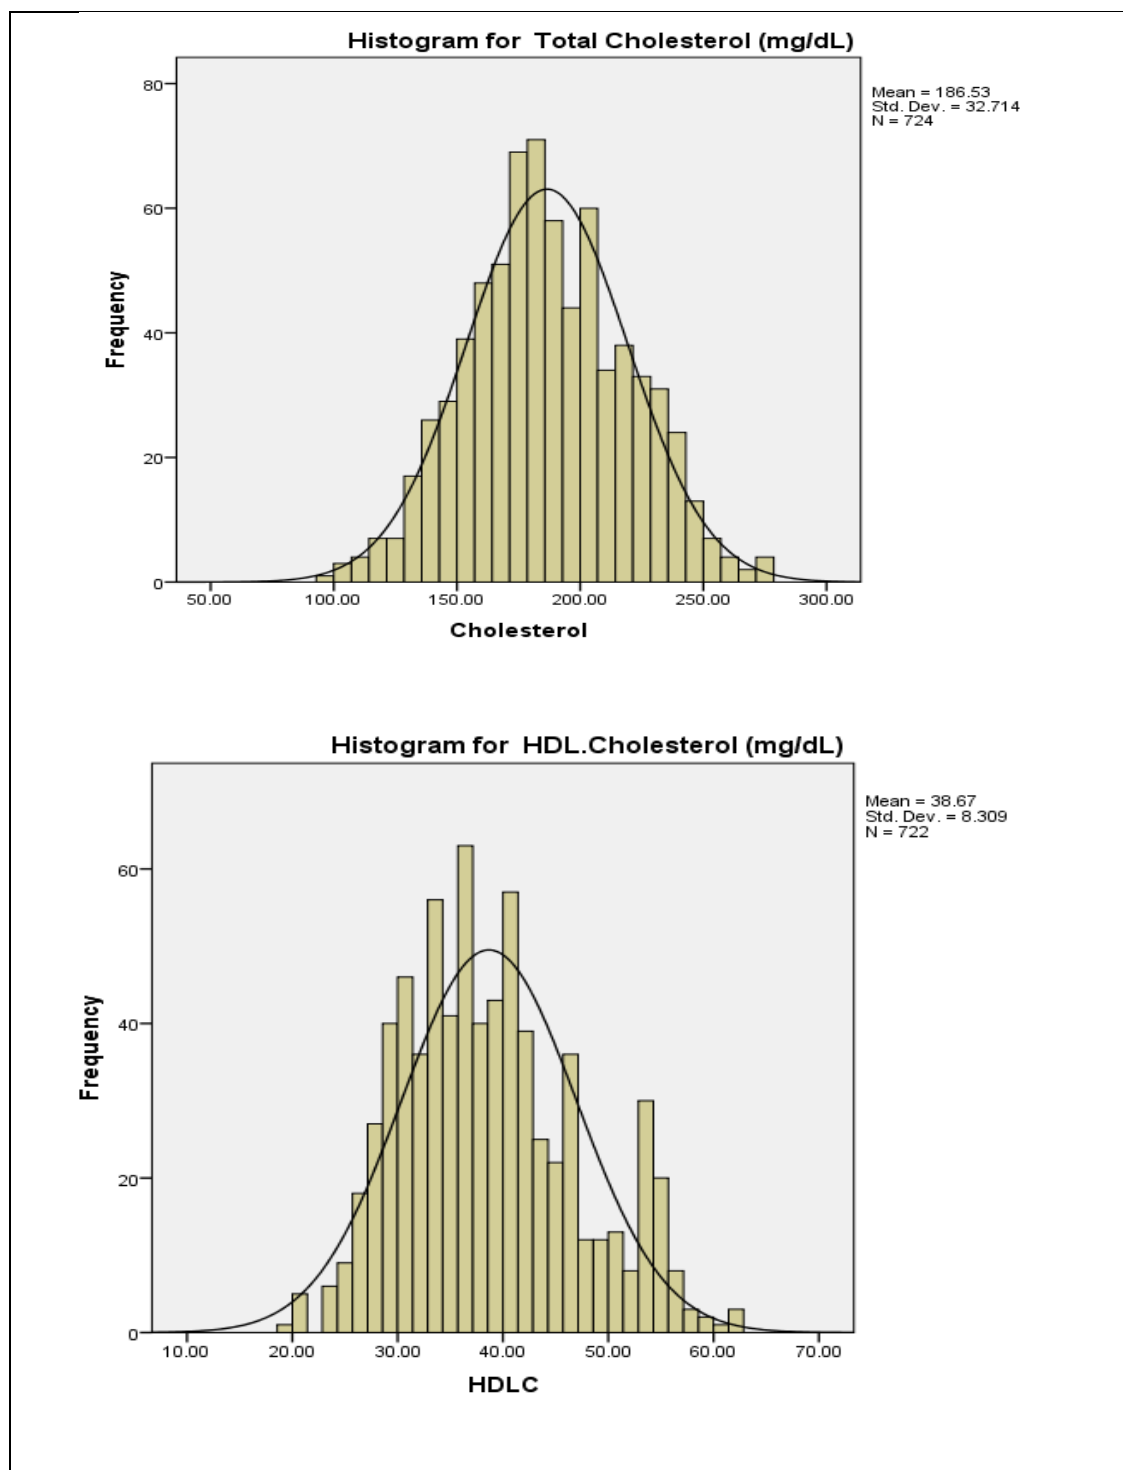 Histogram for Total Cholesterol (mg/dL)
Mean = 186.53
Std. Dev. = 32.714
N = 724
80
60
40
20
0
Frequency
50.00 100.00 150.00 200.00 250.00 300.00
Cholesterol
Histogram for HDL.Cholesterol (mg/dL)
Mean = 38.67
Std. Dev. = 8.309
N = 722
60
40
20
0
Frequency
10.00 20.00 30.00 40.00 50.00 60.00 70.00
HDLC